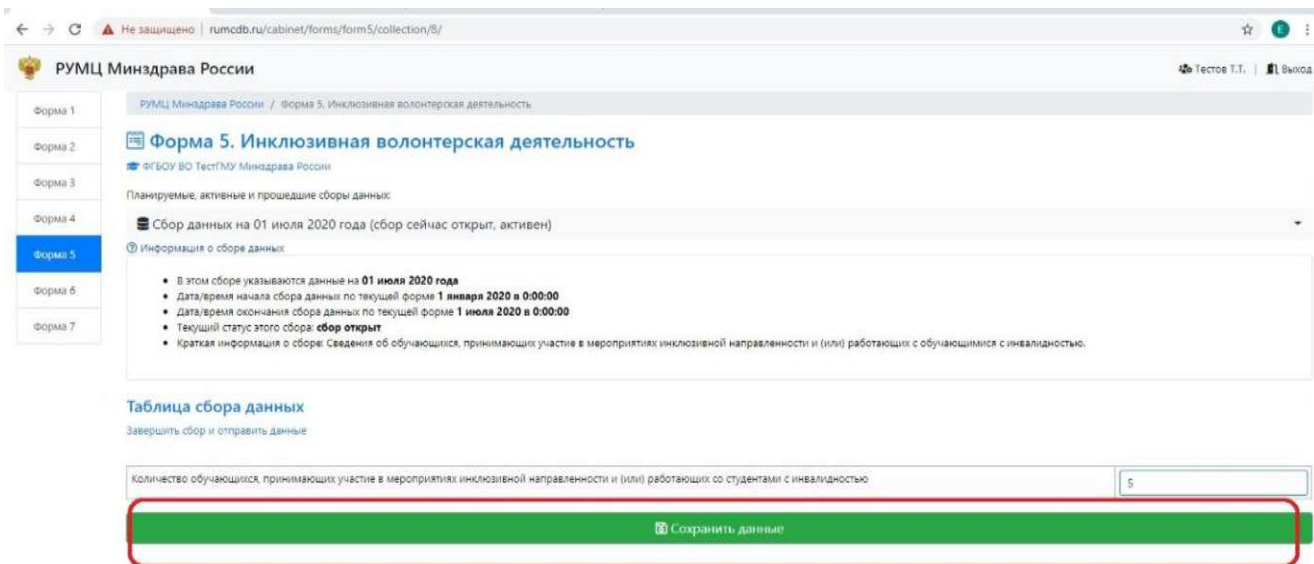 Не защищено | rumcdb.ru/cabinet/forms/form5/collection/8/
E
РУМЦ Минздрава России
Тестов Т.Т. | Выход
Форма 1
Форма 2
Форма 3
Форма 4
Форма 5
Форма 6
Форма 7
РУМЦ Минздрава России / Форма 5. Инклюзивная волонтерская деятельность
Форма 5. Инклюзивная волонтерская деятельность
ФГБОУ ВО ТестГМУ Минздрава России
Планируемые, активные и прошедшие сборы данных:
Сбор данных на 01 июля 2020 года (сбор сейчас открыт, активен)
Информация о сборе данных
В этом сборе указываются данные на 01 июля 2020 года
Дата/время начала сбора данных по текущей форме 1 января 2020 в 0:00:00
Дата/время окончания сбора данных по текущей форме 1 июля 2020 в 0:00:00
Текущий статус этого сбора: сбор открыт
Краткая информация о сборе: Сведения об обучающихся, принимающих участие в мероприятиях инклюзивной направленности и (или) работающих с обучающимися с инвалидностью.
Таблица сбора данных
Завершить сбор и отправить данные
Количество обучающихся, принимающих участие в мероприятиях инклюзивной направленности и (или) работающих со студентами с инвалидностью
5
Сохранить данные